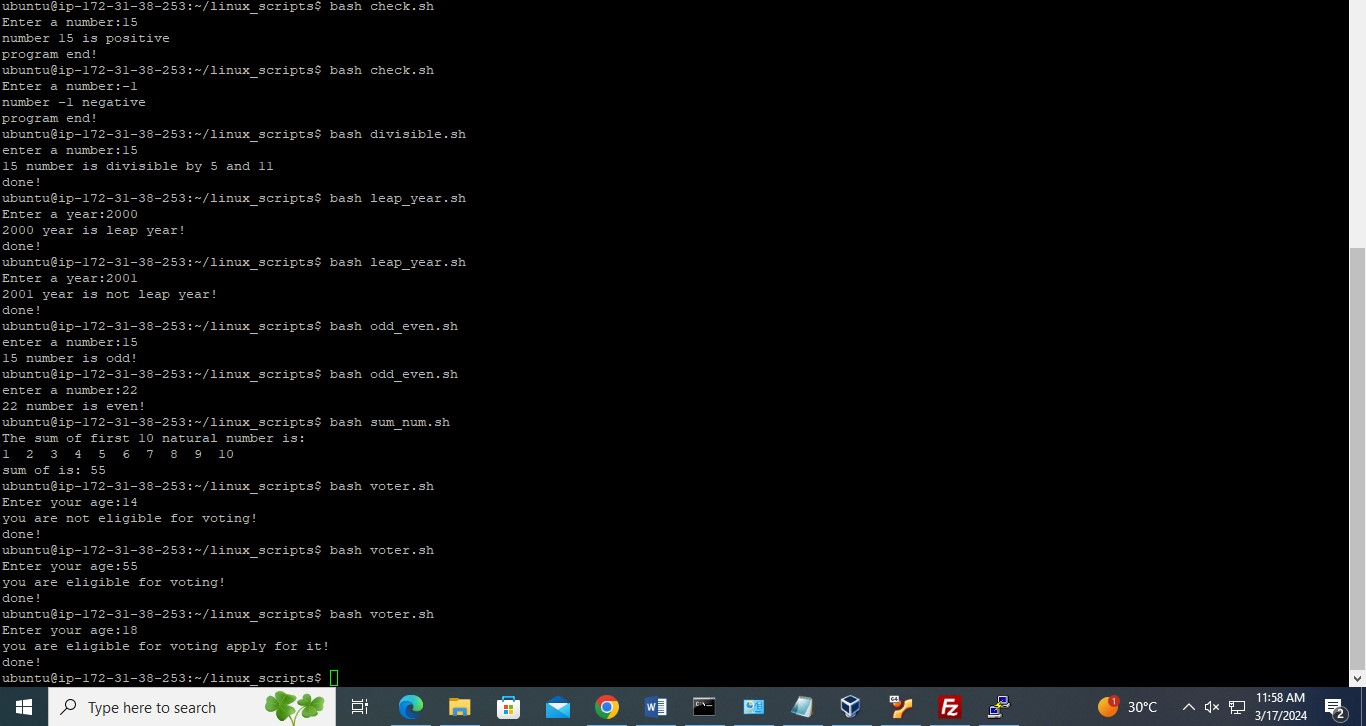 ubuntu@ip-172-31-38-253:~/linux_scripts$ bash check.sh
Enter a number:15
number 15 is positive
program end!
ubuntu@ip-172-31-38-253:~/linux_scripts$ bash check.sh
Enter a number:-1
number -1 negative
program end!
ubuntu@ip-172-31-38-253:~/linux_scripts$ bash divisible.sh
enter a number:15
15 number is divisible by 5 and 11
done!
ubuntu@ip-172-31-38-253:~/linux_scripts$ bash leap_year.sh
Enter a year:2000
2000 year is leap year!
done!
ubuntu@ip-172-31-38-253:~/linux_scripts$ bash leap_year.sh
Enter a year:2001
2001 year is not leap year!
done!
ubuntu@ip-172-31-38-253:~/linux_scripts$ bash odd_even.sh
enter a number:15
15 number is odd!
ubuntu@ip-172-31-38-253:~/linux_scripts$ bash odd_even.sh
enter a number:22
22 number is even!
ubuntu@ip-172-31-38-253:~/linux_scripts$ bash sum_num.sh
The sum of first 10 natural number is:
1  2  3  4  5  6  7  8  9  10
sum of is: 55
ubuntu@ip-172-31-38-253:~/linux_scripts$ bash voter.sh
Enter your age:14
you are not eligible for voting!
done!
ubuntu@ip-172-31-38-253:~/linux_scripts$ bash voter.sh
Enter your age:55
you are eligible for voting!
done!
ubuntu@ip-172-31-38-253:~/linux_scripts$ bash voter.sh
Enter your age:18
you are eligible for voting apply for it!
done!
ubuntu@ip-172-31-38-253:~/linux_scripts$
Type here to search
1
30°C
11:58 AM
3/17/2024
2